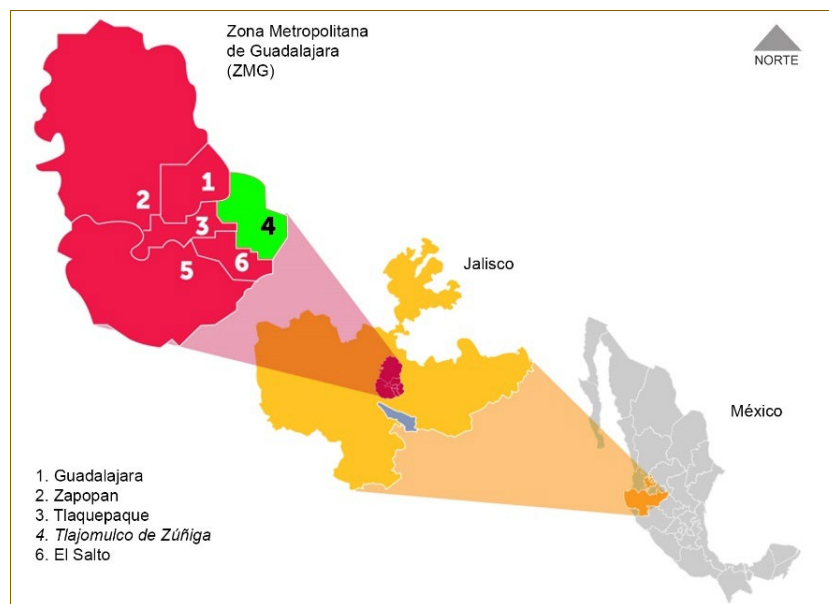 Zona Metropolitana
de Guadalajara
(ZMG)
NORTE
1
2
3
4
5
6
Jalisco
México
1. Guadalajara
2. Zapopan
3. Tlaquepaque
4. Tlajomulco de Zúñiga
6. El Salto